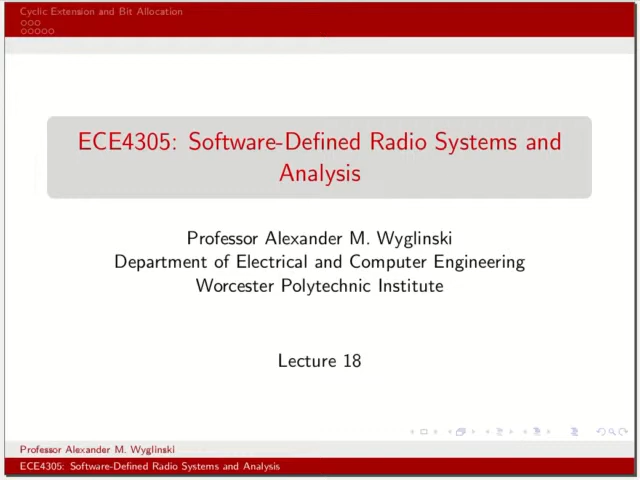 Cyclic Extension and Bit Allocation
ECE4305: Software-Defined Radio Systems and
Analysis
Professor Alexander M. Wyglinski
Department of Electrical and Computer Engineering
Worcester Polytechnic Institute
Lecture 18
Professor Alexander M. Wyglinski
ECE4305: Software-Defined Radio Systems and Analysis